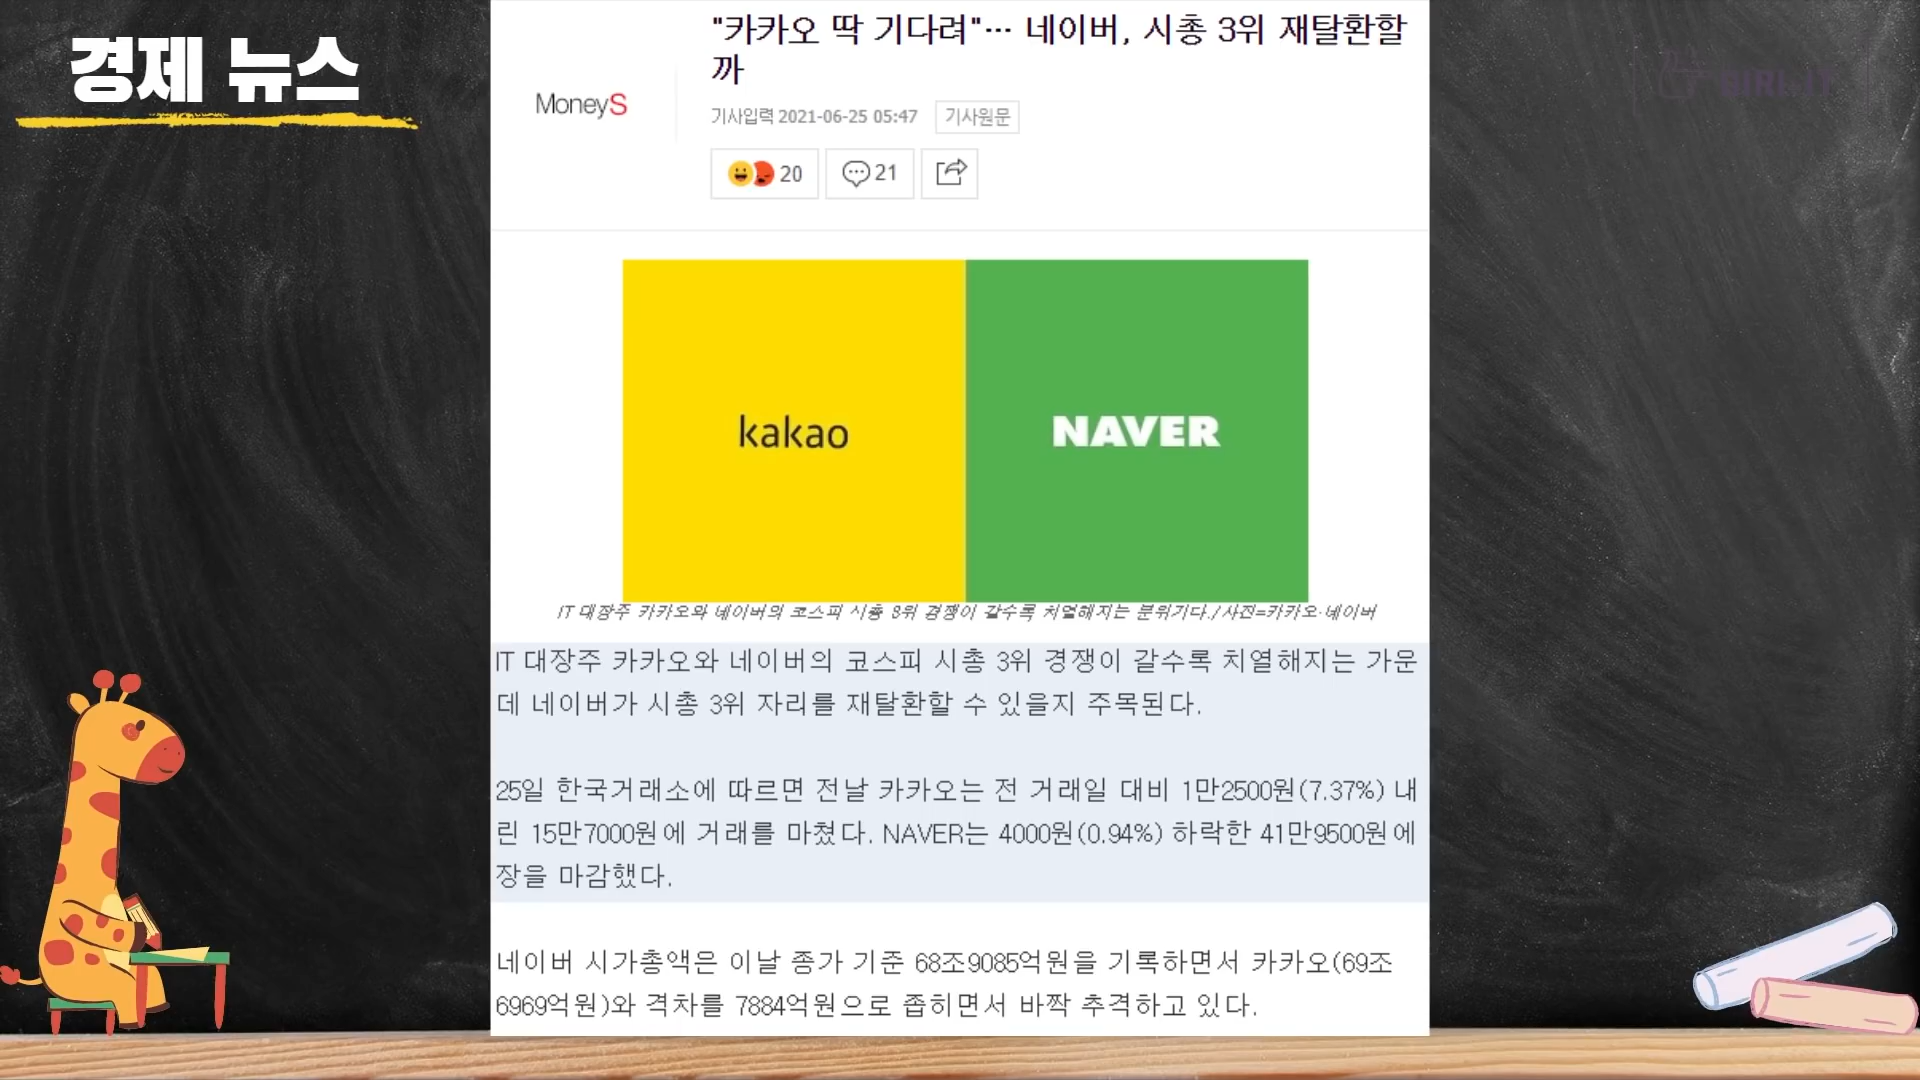 경제 뉴스
"카카오 딱 기다려"… 네이버, 시총 3위 재탈환할
까
MoneyS
기사입력 2021-06-25 05:47 기사원문
20 21
kakao
NAVER
IT 대장주 카카오와 네이버의 코스피 시총 3위 경쟁이 갈수록 치열해지는 분위기다./사진=카카오·네이버
IT 대장주 카카오와 네이버의 코스피 시총 3위 경쟁이 갈수록 치열해지는 가운
데 네이버가 시총 3위 자리를 재탈환할 수 있을지 주목된다.
25일 한국거래소에 따르면 전날 카카오는 전 거래일 대비 1만2500원(7.37%) 내
린 15만7000원에 거래를 마쳤다. NAVER는 4000원(0.94%) 하락한 41만9500원에
장을 마감했다.
네이버 시가총액은 이날 종가 기준 68조9085억원을 기록하면서 카카오(69조
6969억원)와 격차를 7884억원으로 좁히면서 바짝 추격하고 있다.